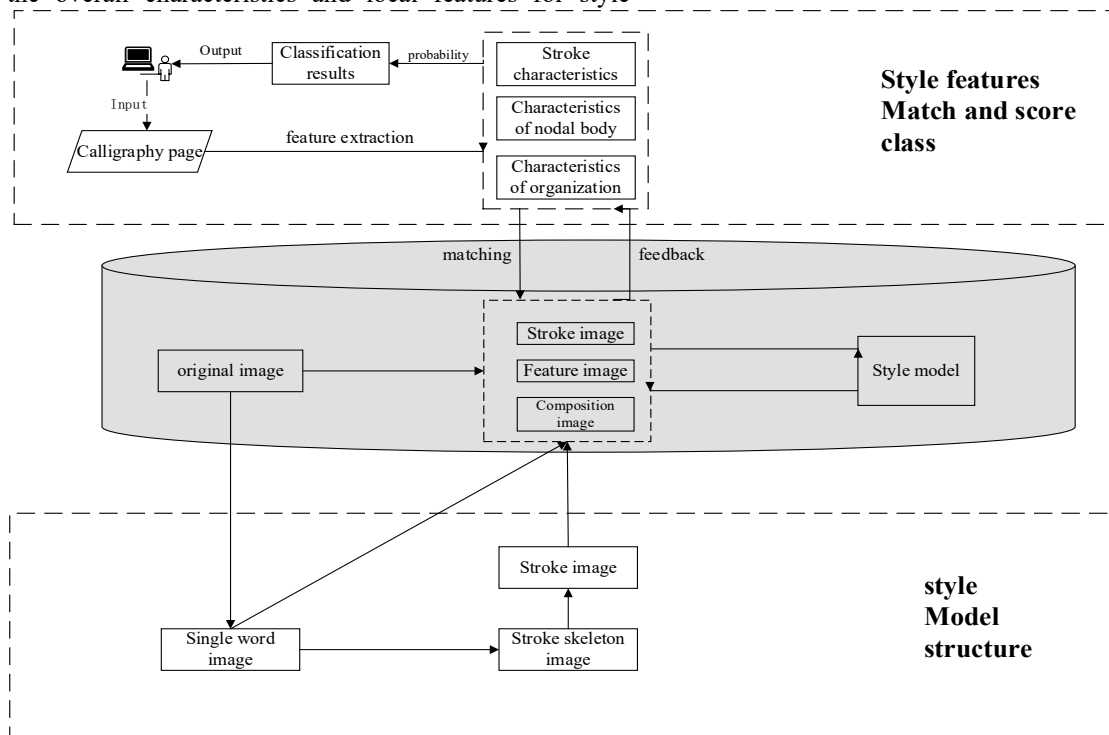 the overall characteristics and local features for style
Output
Classification
results
probability
Stroke
characteristics
Style features
Match and score
class
Input
Characteristics
of nodal body
Calligraphy page
feature extraction
Characteristics
of organization
matching
feedback
Stroke image
original image
Feature image
Style model
Composition
image
Stroke image
style
Model
structure
Single word
image
Stroke skeleton
image